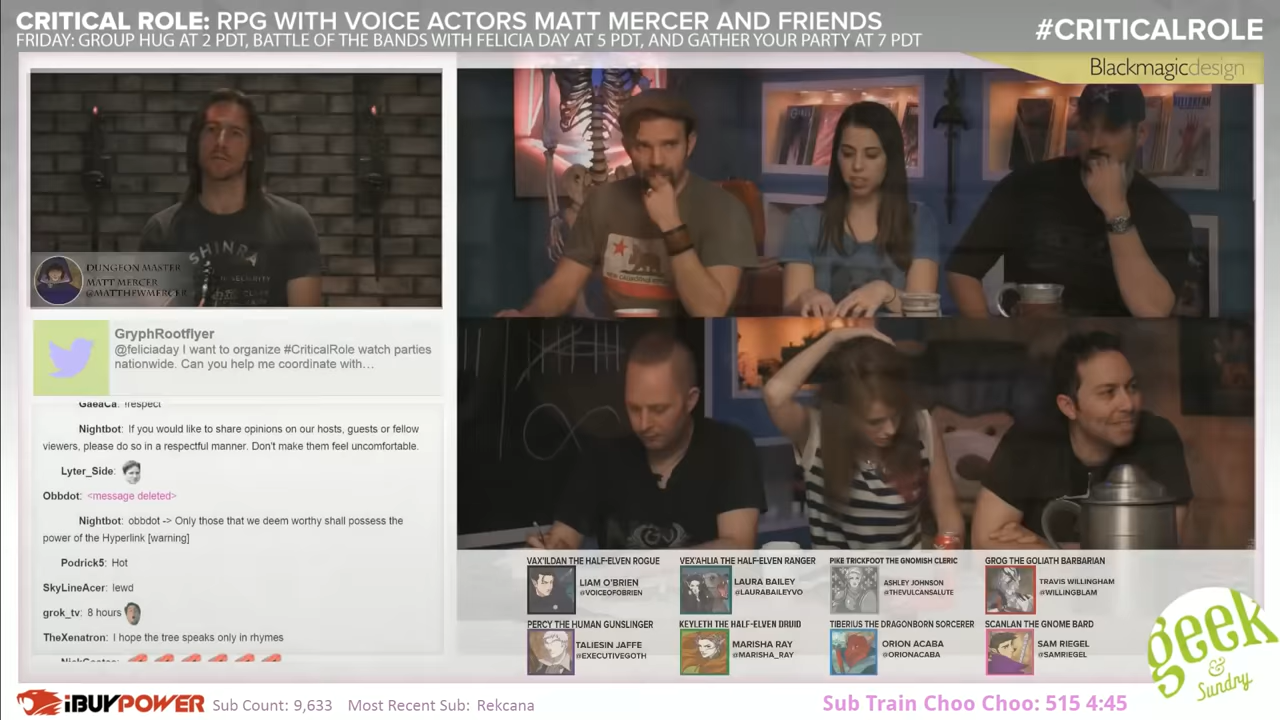 CRITICAL ROLE: RPG WITH VOICE ACTORS MATT MERCER AND FRIENDS
FRIDAY: GROUP HUG AT 2 PDT, BATTLE OF THE BANDS WITH FELICIA DAY AT 5 PDT, AND GATHER YOUR PARTY AT 7 PDT
#CRITICALROLE
Blackmagicdesign
SHINRA
DUNGEON MASTER
MATT MERCER
@MATTHEWMERCER
GryphRootflyer
@feliciaday I want to organize #CriticalRole watch parties
nationwide. Can you help me coordinate with…
GaeaCa: !respect
Nightbot: If you would like to share opinions on our hosts, guests or fellow
viewers, please do so in a respectful manner. Don't make them feel uncomfortable.
Lyter_Side:
Obbdot: <message deleted>
Nightbot: obbdot -> Only those that we deem worthy shall possess the
power of the Hyperlink [warning]
Podrick5: Hot
SkyLineAcer: lewd
grok_tv: 8 hours
TheXenatron: I hope the tree speaks only in rhymes
VAX'ILDAN THE HALF-ELVEN ROGUE
LIAM O'BRIEN
@VOICEOFOBRIEN
VEX'AHLIA THE HALF-ELVEN RANGER
LAURA BAILEY
@LAURABAILEYVO
PIKE TRICKFOOT THE GNOMISH CLERIC
ASHLEY JOHNSON
@THEVULCANSALUTE
GROG THE GOLIATH BARBARIAN
TRAVIS WILLINGHAM
@WILLINGBLAM
PERCY THE HUMAN GUNSLINGER
TALIESIN JAFFE
@EXECUTIVEGOTH
KEYLETH THE HALF-ELVEN DRUID
MARISHA RAY
@MARISHA_RAY
TIBERIUS THE DRAGONBORN SORCERER
ORION ACABA
@ORIONACABA
SCANLAN THE GNOME BARD
SAM RIEGEL
@SAMRIEGEL
geek
&
Sundry
iBUYPOWER
Sub Count: 9,633 Most Recent Sub: Rekcana
Sub Train Choo Choo: 515 4:45